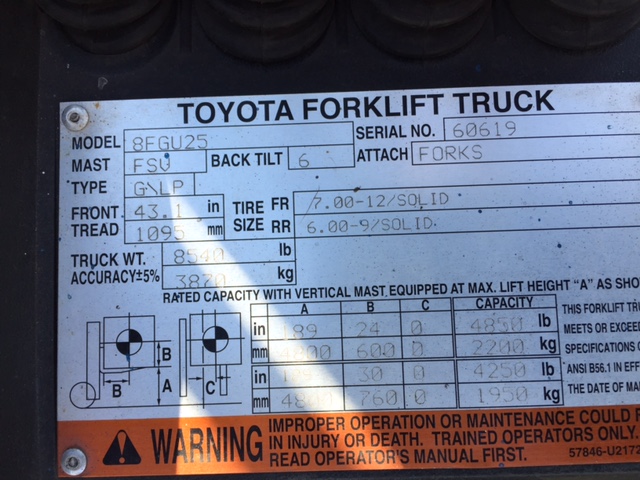 TOYOTA FORKLIFT TRUCK
MODEL 8FGU25 SERIAL NO. 60619
MAST FSV BACK TILT 6 ATTACH FORKS
TYPE G/LP
FRONT TREAD 43.1 in 1095 mm
TIRE SIZE FR 7.00-12/SOLID
RR 6.00-9/SOLID
TRUCK WT. 8540 lb
ACCURACY±5% 3870 kg
RATED CAPACITY WITH VERTICAL MAST EQUIPPED AT MAX. LIFT HEIGHT "A" AS SHO
A B C CAPACITY
in 189 24 0 4850 lb
mm 4800 600 0 2200 kg
in 30 0 4250 lb
mm 760 0 1950 kg
B
B A C
THIS FORKLIFT TRU
MEETS OR EXCEED
SPECIFICATIONS O
ANSI B56.1 IN EFF
THE DATE OF MA
WARNING
IMPROPER OPERATION OR MAINTENANCE COULD R
IN INJURY OR DEATH. TRAINED OPERATORS ONLY.
READ OPERATOR'S MANUAL FIRST.
57846-U2172